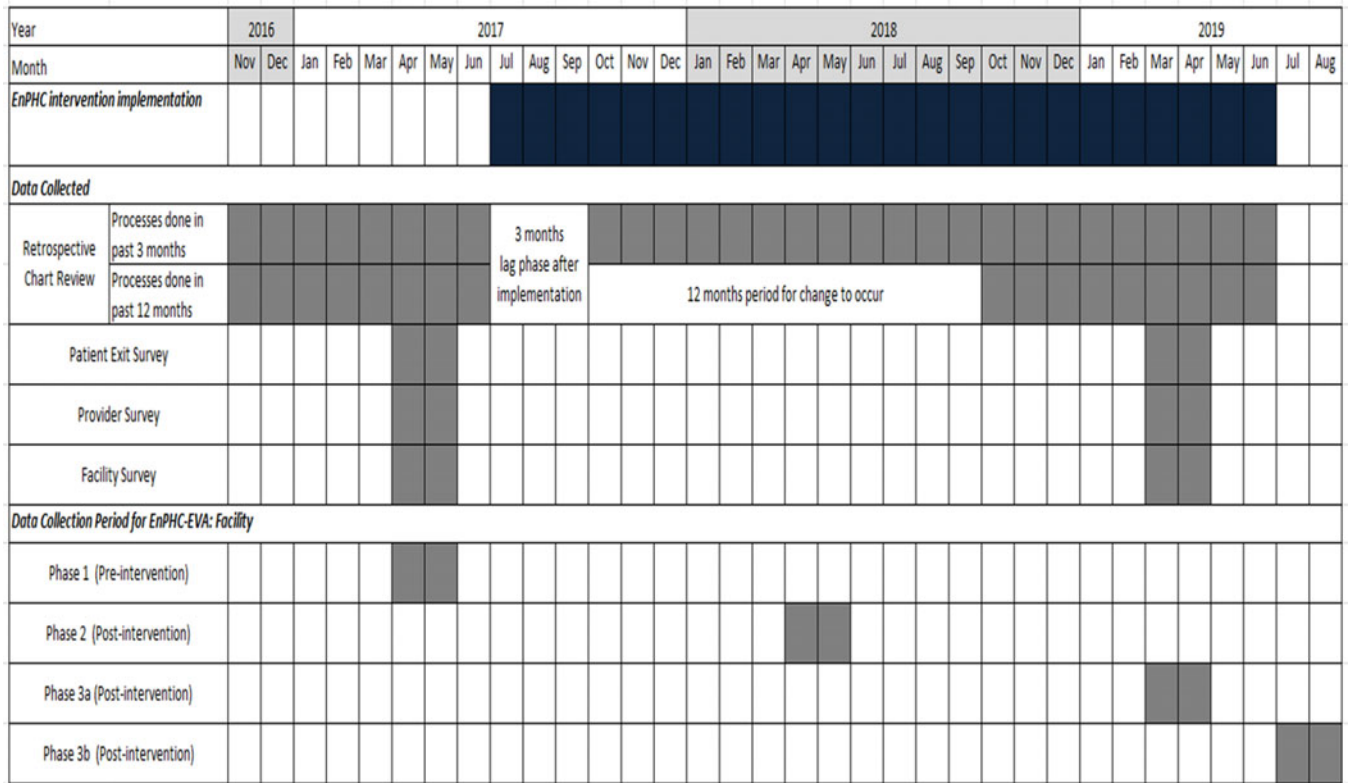 Year 2016 2017 2018 2019
Month Nov Dec Jan Feb Mar Apr May Jun Jul Aug Sep Oct Nov Dec Jan Feb Mar Apr May Jun Jul Aug Sep Oct Nov Dec Jan Feb Mar Apr May Jun Jul Aug
EnPHC intervention implementation
Data Collected
Retrospective
Chart Review
Processes done in
past 3 months
Processes done in
past 12 months
3 months
lag phase after
implementation
12 months period for change to occur
Patient Exit Survey
Provider Survey
Facility Survey
Data Collection Period for EnPHC-EVA: Facility
Phase 1 (Pre-intervention)
Phase 2 (Post-intervention)
Phase 3a (Post-intervention)
Phase 3b (Post-intervention)